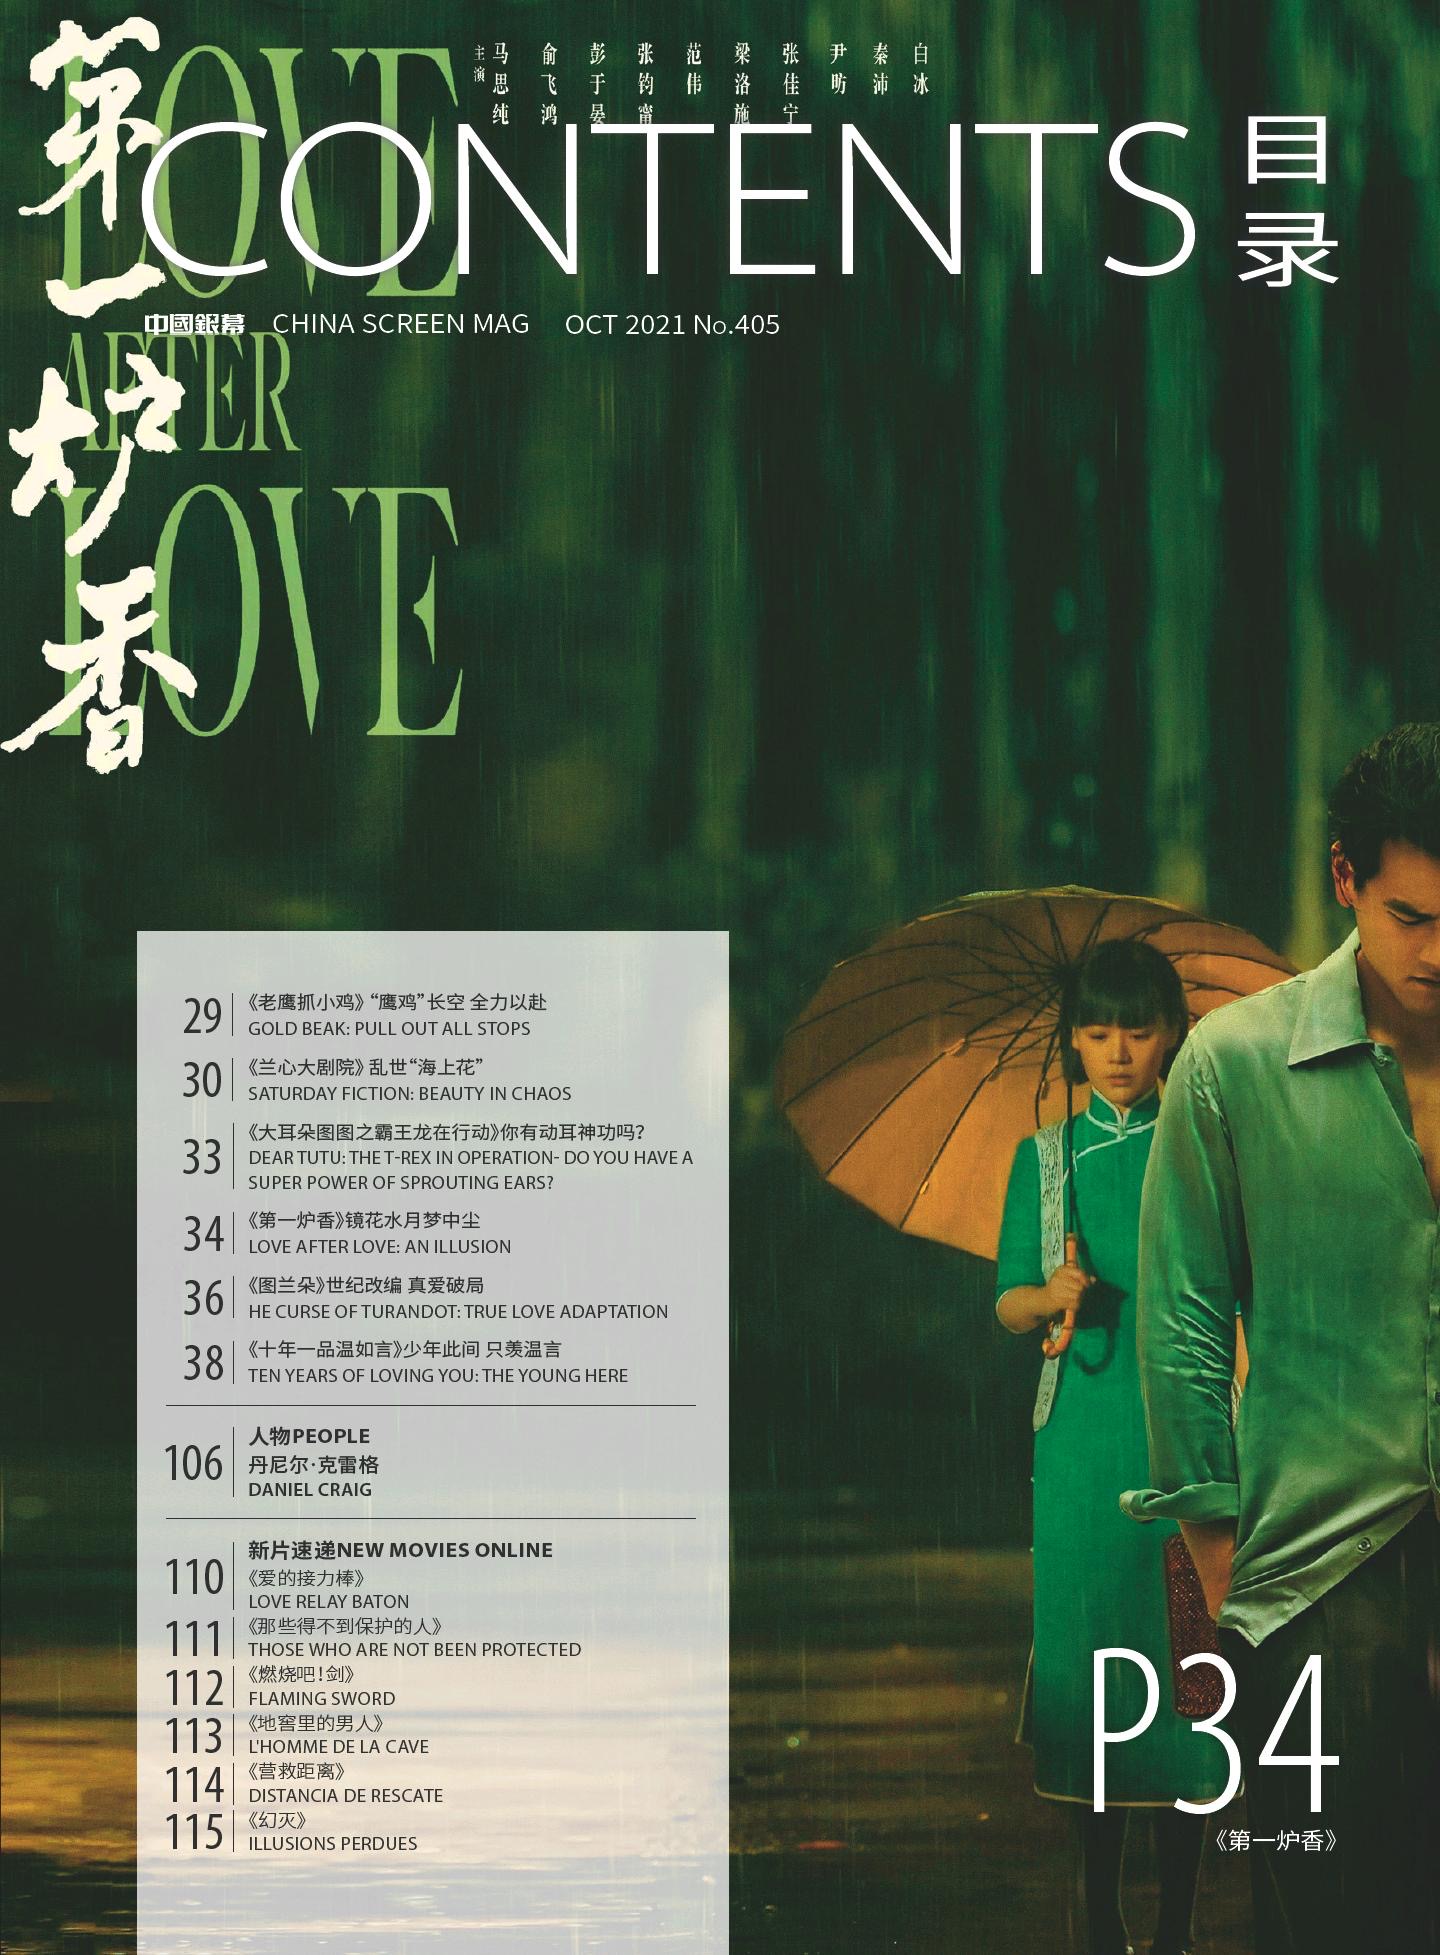 第一炉香
LOVE
AFTER
LOVE
主演
马思纯
俞飞鸿
彭于晏
张钧甯
范伟
梁洛施
张佳宁
尹昉
秦沛
白冰
CONTENTS
目录
中國銀幕 CHINA SCREEN MAG OCT 2021 No.405
29 《老鹰抓小鸡》“鹰鸡”长空 全力以赴
GOLD BEAK: PULL OUT ALL STOPS
30 《兰心大剧院》乱世“海上花”
SATURDAY FICTION: BEAUTY IN CHAOS
33 《大耳朵图图之霸王龙在行动》你有动耳神功吗？
DEAR TUTU: THE T-REX IN OPERATION- DO YOU HAVE A
SUPER POWER OF SPROUTING EARS?
34 《第一炉香》镜花水月梦中尘
LOVE AFTER LOVE: AN ILLUSION
36 《图兰朵》世纪改编 真爱破局
HE CURSE OF TURANDOT: TRUE LOVE ADAPTATION
38 《十年一品温如言》少年此间 只羡温言
TEN YEARS OF LOVING YOU: THE YOUNG HERE
106 人物PEOPLE
丹尼尔·克雷格
DANIEL CRAIG
110 新片速递NEW MOVIES ONLINE
《爱的接力棒》
LOVE RELAY BATON
111 《那些得不到保护的人》
THOSE WHO ARE NOT BEEN PROTECTED
112 《燃烧吧！剑》
FLAMING SWORD
113 《地窖里的男人》
L'HOMME DE LA CAVE
114 《营救距离》
DISTANCIA DE RESCATE
115 《幻灭》
ILLUSIONS PERDUES
P34
《第一炉香》